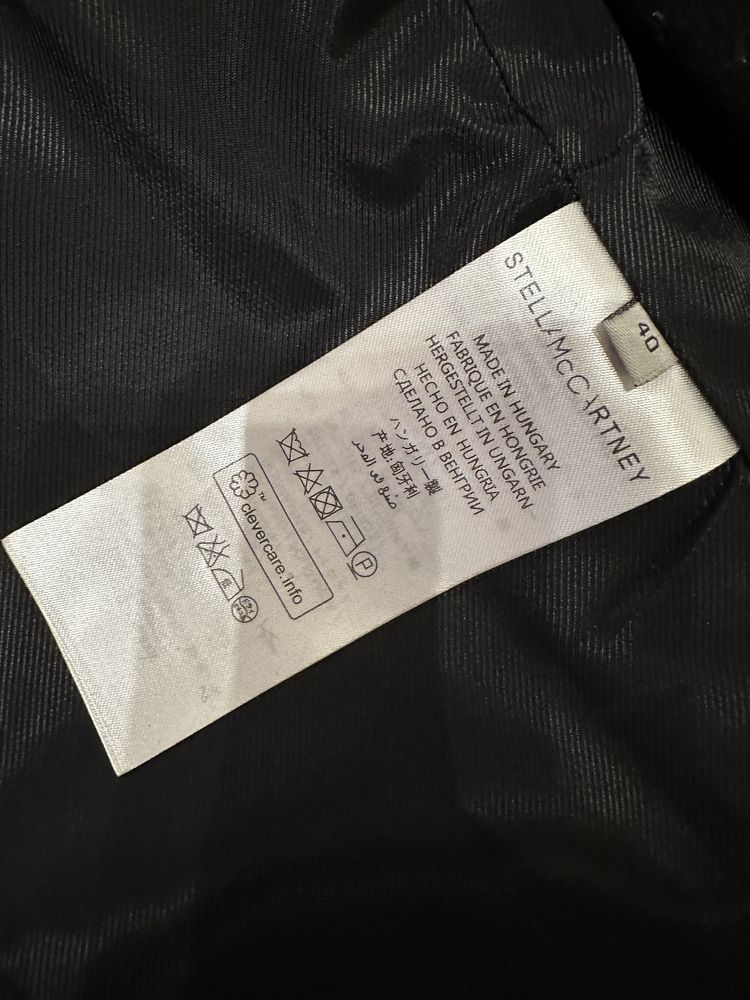 STELLA McCARTNEY
40
MADE IN HUNGARY
FABRIQUE EN HONGRIE
HERGESTELLT IN UNGARN
HECHO EN HUNGRIA
СДЕЛАНО В ВЕНГРИИ
ハンガリー製
产地: 匈牙利
صنع في المجر
P
™
clevercare.info